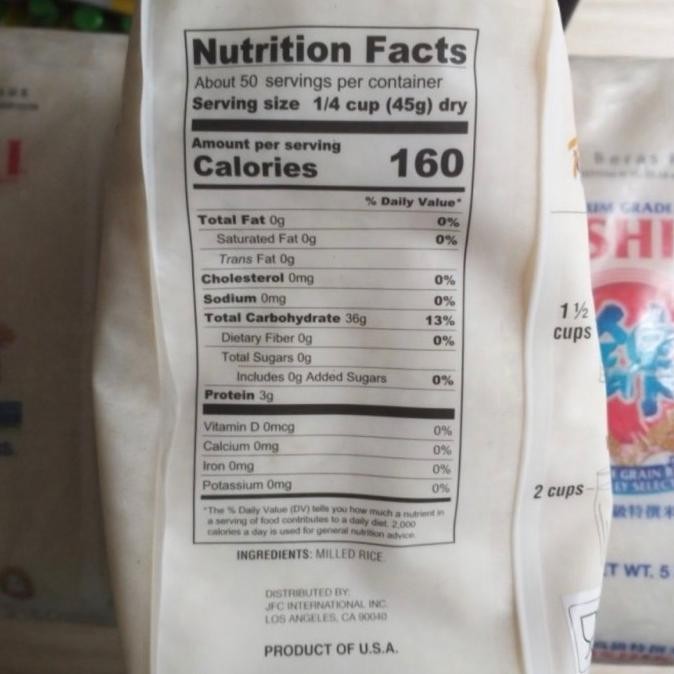 Nutrition Facts
About 50 servings per container
Serving size 1/4 cup (45g) dry
Amount per serving
Calories 160
% Daily Value*
Total Fat 0g 0%
Saturated Fat 0g 0%
Trans Fat 0g
Cholesterol 0mg 0%
Sodium 0mg 0%
Total Carbohydrate 36g 13%
Dietary Fiber 0g 0%
Total Sugars 0g
Includes 0g Added Sugars 0%
Protein 3g
Vitamin D 0mcg 0%
Calcium 0mg 0%
Iron 0mg 0%
Potassium 0mg 0%
*The % Daily Value (DV) tells you how much a nutrient in
a serving of food contributes to a daily diet. 2,000
calories a day is used for general nutrition advice.
INGREDIENTS: MILLED RICE
DISTRIBUTED BY:
JFC INTERNATIONAL INC.
LOS ANGELES, CA 90040
PRODUCT OF U.S.A.
1 ½
cups
2 cups
GRADE
SHI
GRAIN
T WT. 5